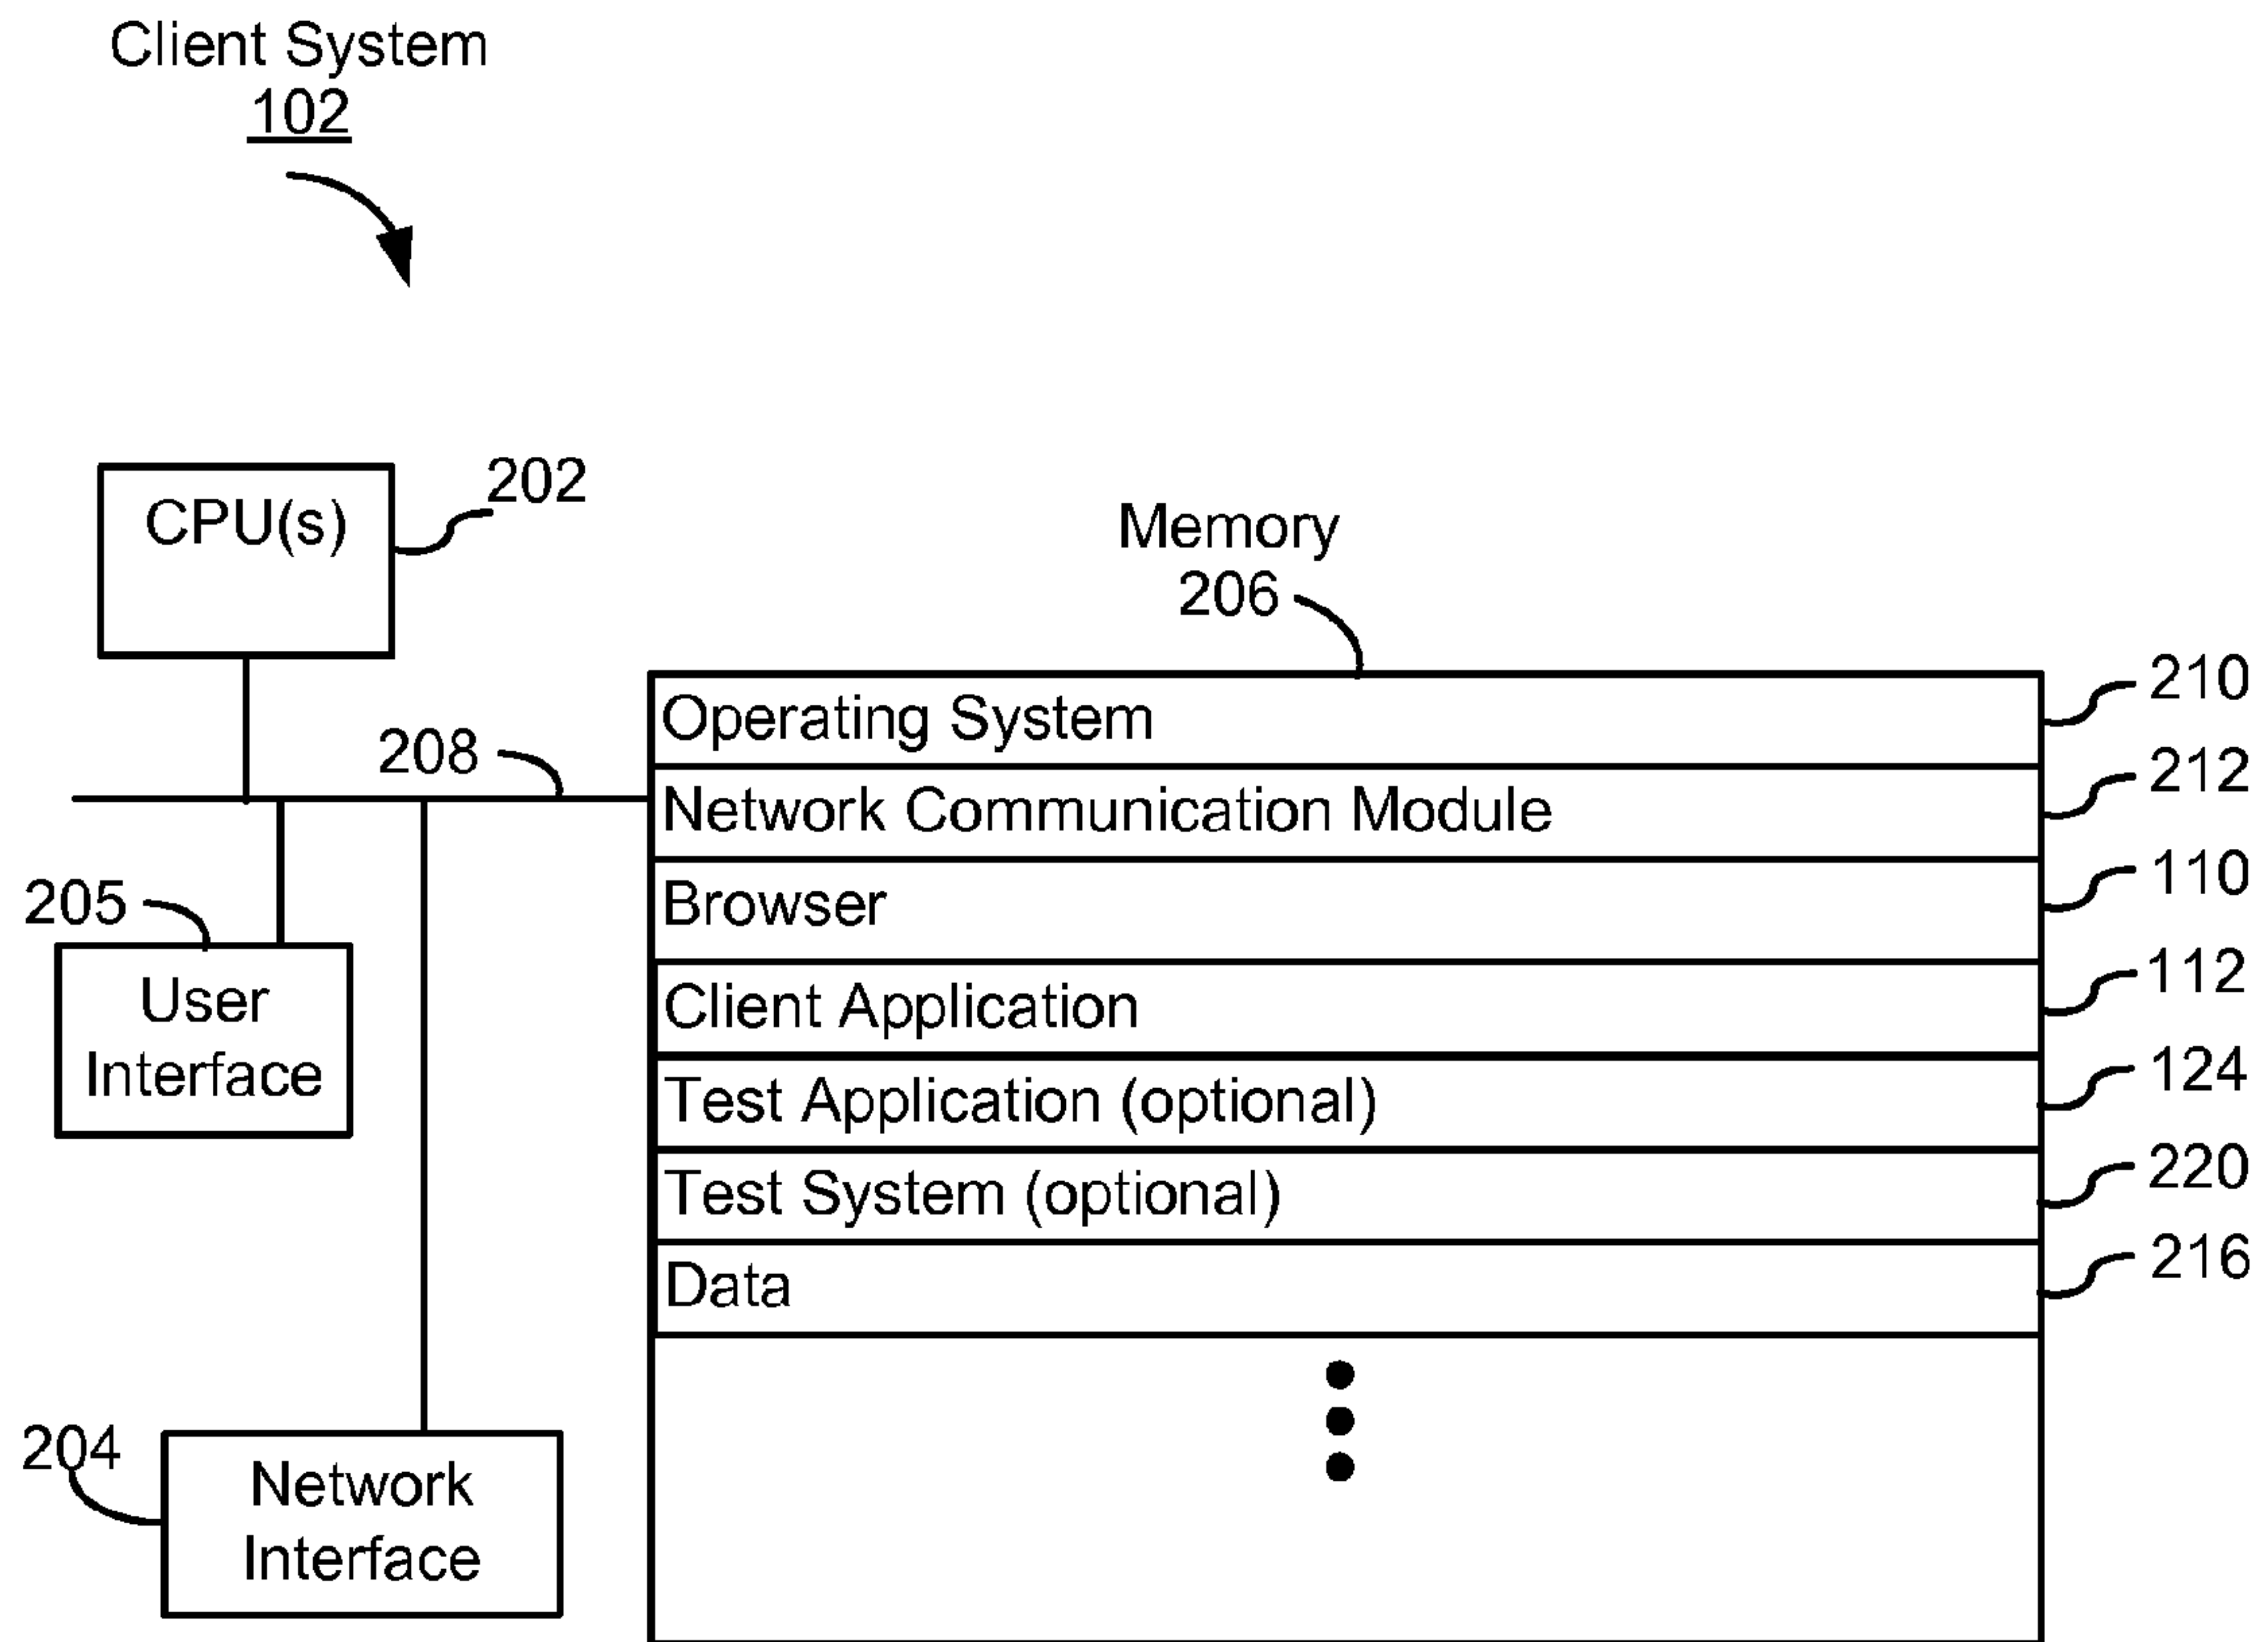 Client System
102
CPU(s)
202
Memory
206
208
Operating System
210
Network Communication Module
212
Browser
110
205
User
Interface
Client Application
112
Test Application (optional)
124
Test System (optional)
220
Data
216
204
Network
Interface